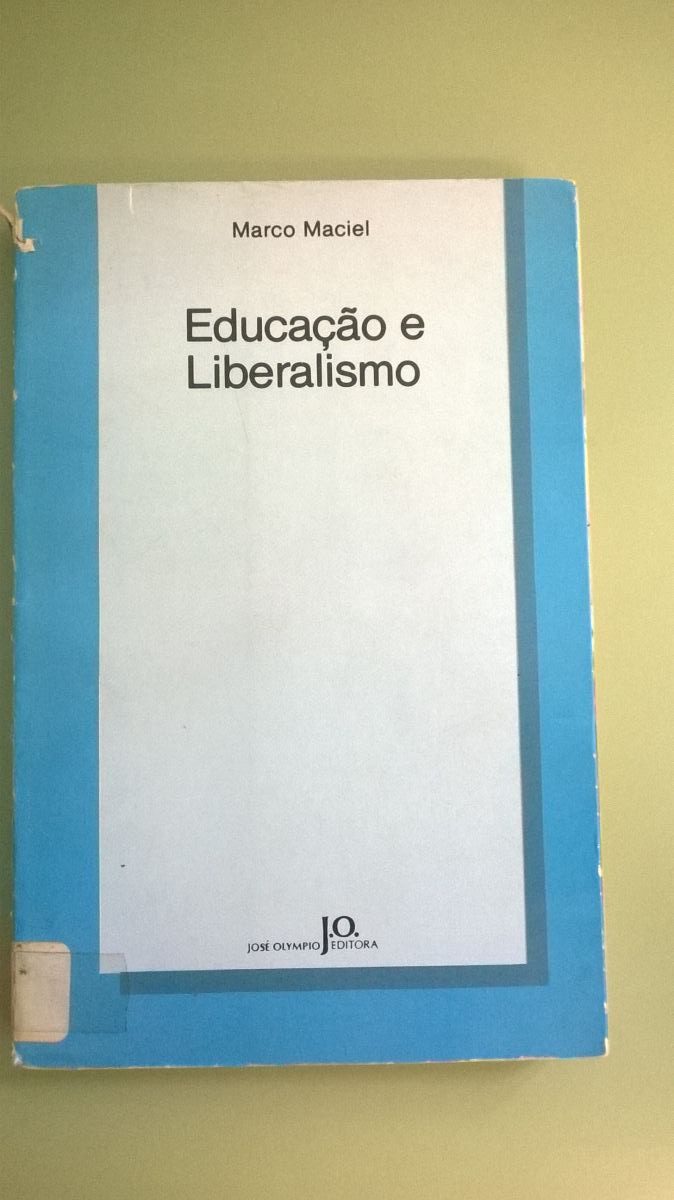 Marco Maciel
Educação e
Liberalismo
J.O.
JOSÉ OLYMPIO EDITORA